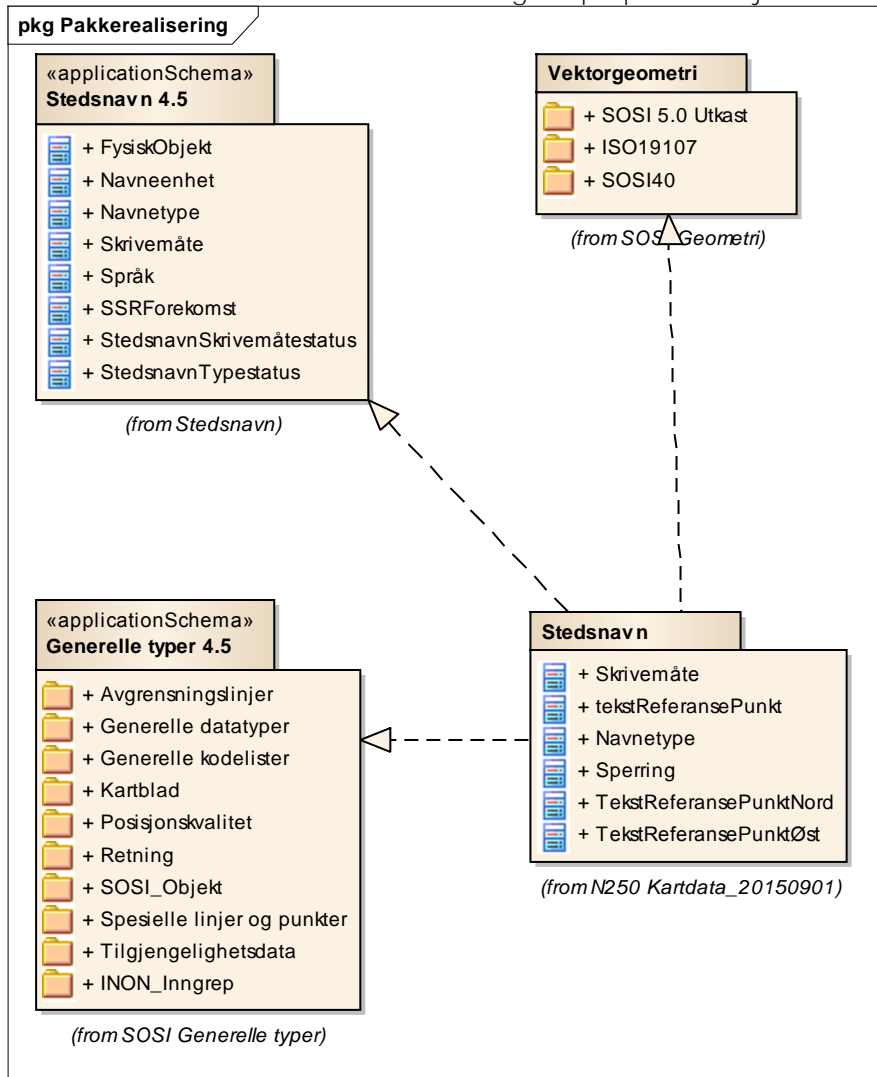 pkg Pakkerealisering
«applicationSchema»
Stedsnavn 4.5
+ FysiskObjekt
+ Navneenhet
+ Navnetype
+ Skrivemåte
+ Språk
+ SSRForekomst
+ StedsnavnSkrivemåtestatus
+ StedsnavnTypestatus
(from Stedsnavn)
Vektorgeometri
+ SOSI 5.0 Utkast
+ ISO19107
+ SOSI40
(from SOSI Geometri)
«applicationSchema»
Generelle typer 4.5
+ Avgrensningslinjer
+ Generelle datatyper
+ Generelle kodelister
+ Kartblad
+ Posisjonskvalitet
+ Retning
+ SOSI_Objekt
+ Spesielle linjer og punkter
+ Tilgjengelighetsdata
+ INON_Inngrep
(from SOSI Generelle typer)
Stedsnavn
+ Skrivemåte
+ tekstReferansePunkt
+ Navnetype
+ Sperring
+ TekstReferansePunktNord
+ TekstReferansePunktØst
(from N250 Kartdata_20150901)